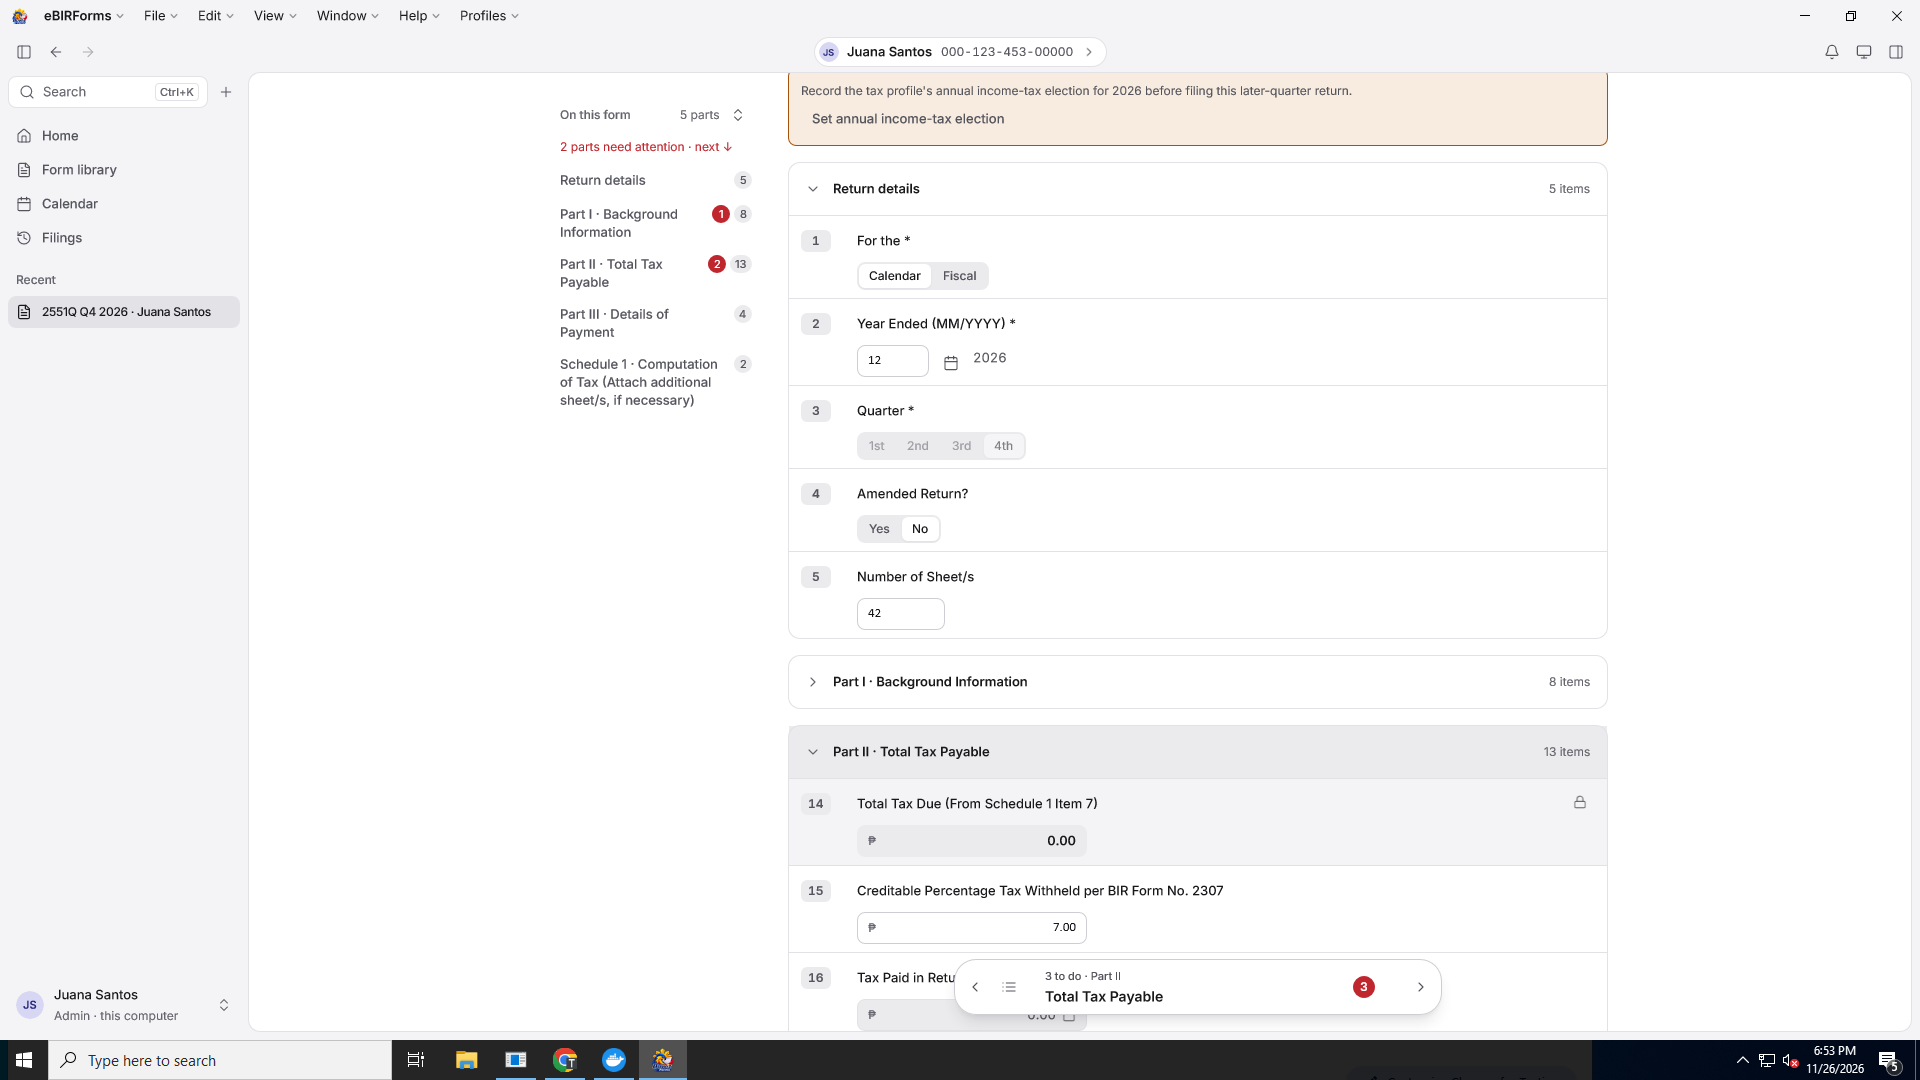 eBIRForms File Edit View Window Help Profiles
JS Juana Santos 000-123-453-00000
Search Ctrl+K
Home
Form library
Calendar
Filings
Recent
2551Q Q4 2026 · Juana Santos
On this form 5 parts
2 parts need attention · next ↓
Return details 5
Part I · Background Information 1 8
Part II · Total Tax Payable 2 13
Part III · Details of Payment 4
Schedule 1 · Computation of Tax (Attach additional sheet/s, if necessary) 2
Record the tax profile's annual income-tax election for 2026 before filing this later-quarter return.
Set annual income-tax election
Return details 5 items
1 For the *
Calendar Fiscal
2 Year Ended (MM/YYYY) *
12 2026
3 Quarter *
1st 2nd 3rd 4th
4 Amended Return?
Yes No
5 Number of Sheet/s
42
Part I · Background Information 8 items
Part II · Total Tax Payable 13 items
14 Total Tax Due (From Schedule 1 Item 7)
₱ 0.00
15 Creditable Percentage Tax Withheld per BIR Form No. 2307
₱ 7.00
16 Tax Paid in
₱ 0.00
3 to do · Part II
Total Tax Payable 3
JS Juana Santos
Admin · this computer
Type here to search
6:53 PM
11/26/2026
5